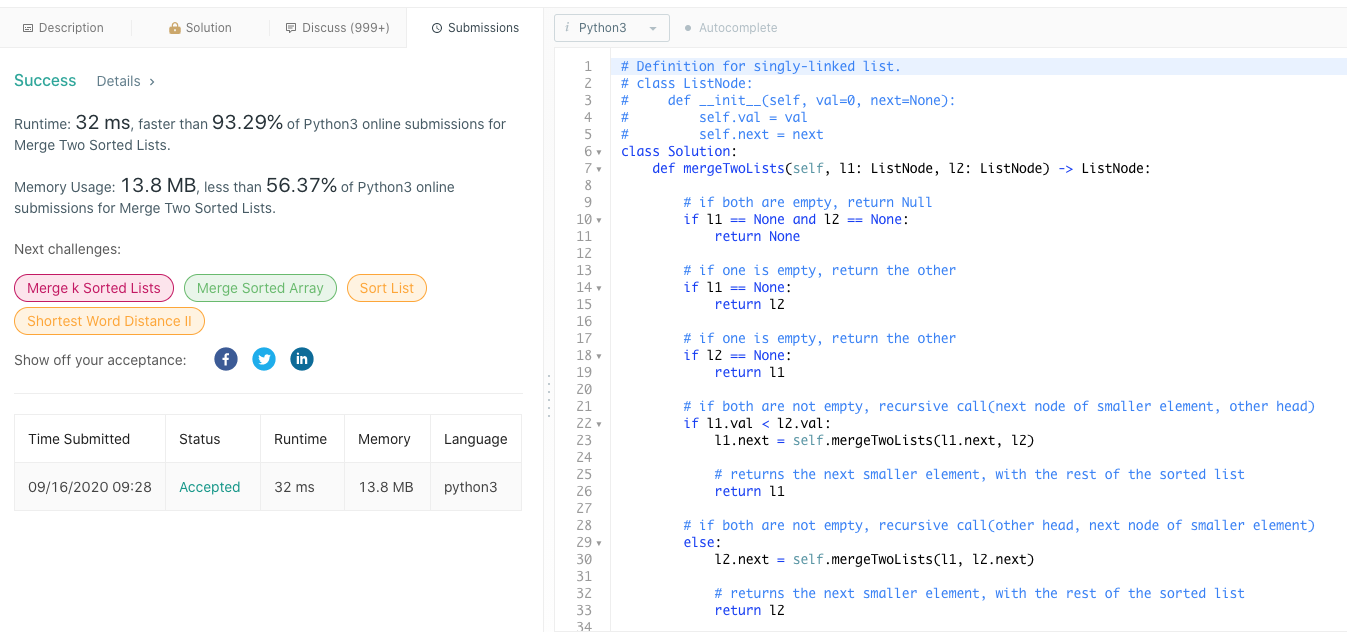 Description
Solution
Discuss (999+)
Submissions
Success Details >
Runtime: 32 ms, faster than 93.29% of Python3 online submissions for
Merge Two Sorted Lists.
Memory Usage: 13.8 MB, less than 56.37% of Python3 online
submissions for Merge Two Sorted Lists.
Next challenges:
Merge k Sorted Lists
Merge Sorted Array
Sort List
Shortest Word Distance II
Show off your acceptance:
f
in
Time Submitted Status Runtime Memory Language
09/16/2020 09:28 Accepted 32 ms 13.8 MB python3
i Python3
Autocomplete
1 # Definition for singly-linked list.
2 # class ListNode:
3 #     def __init__(self, val=0, next=None):
4 #         self.val = val
5 #         self.next = next
6 class Solution:
7     def mergeTwoLists(self, l1: ListNode, l2: ListNode) -> ListNode:
8
9         # if both are empty, return Null
10         if l1 == None and l2 == None:
11             return None
12
13         # if one is empty, return the other
14         if l1 == None:
15             return l2
16
17         # if one is empty, return the other
18         if l2 == None:
19             return l1
20
21         # if both are not empty, recursive call(next node of smaller element, other head)
22         if l1.val < l2.val:
23             l1.next = self.mergeTwoLists(l1.next, l2)
24
25             # returns the next smaller element, with the rest of the sorted list
26             return l1
27
28         # if both are not empty, recursive call(other head, next node of smaller element)
29         else:
30             l2.next = self.mergeTwoLists(l1, l2.next)
31
32             # returns the next smaller element, with the rest of the sorted list
33             return l2
34